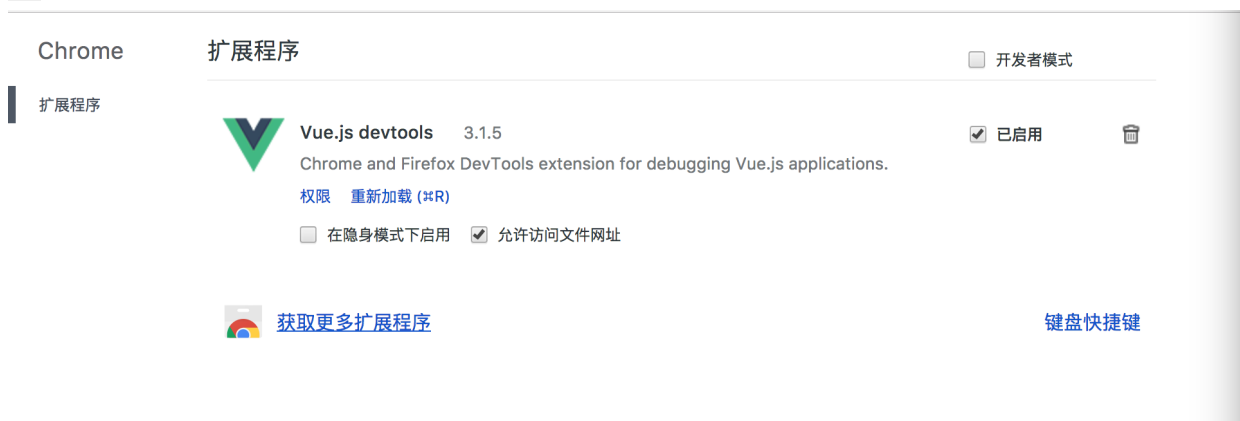 Chrome
扩展程序
扩展程序
开发者模式
Vue.js devtools 3.1.5
已启用
Chrome and Firefox DevTools extension for debugging Vue.js applications.
权限 重新加载 (⌘R)
在隐身模式下启用 允许访问文件网址
获取更多扩展程序
键盘快捷键